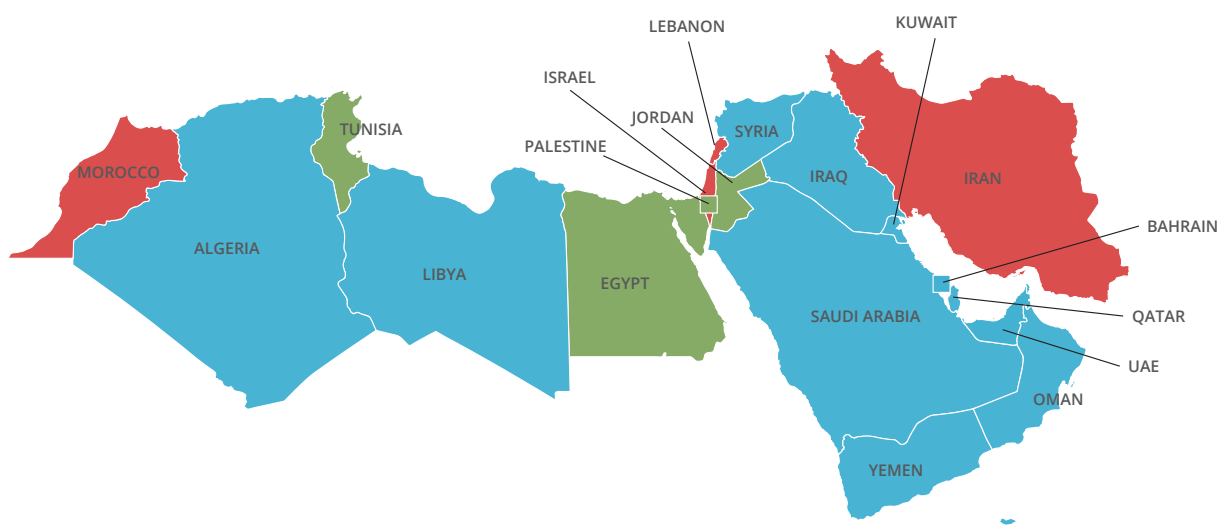 KUWAIT
LEBANON
ISRAEL
JORDAN
TUNISIA
SYRIA
PALESTINE
MOROCCO
IRAQ
IRAN
BAHRAIN
ALGERIA
LIBYA
EGYPT
SAUDI ARABIA
QATAR
UAE
OMAN
YEMEN